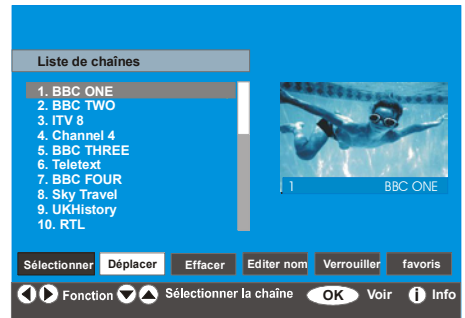 Liste de chaînes
1. BBC ONE
2. BBC TWO
3. ITV 8
4. Channel 4
5. BBC THREE
6. Teletext
7. BBC FOUR
8. Sky Travel
9. UKHistory
10. RTL
1 BBC ONE
Sélectionner Déplacer Effacer Editer nom Verrouiller favoris
Fonction Sélectionner la chaîne OK Voir i Info